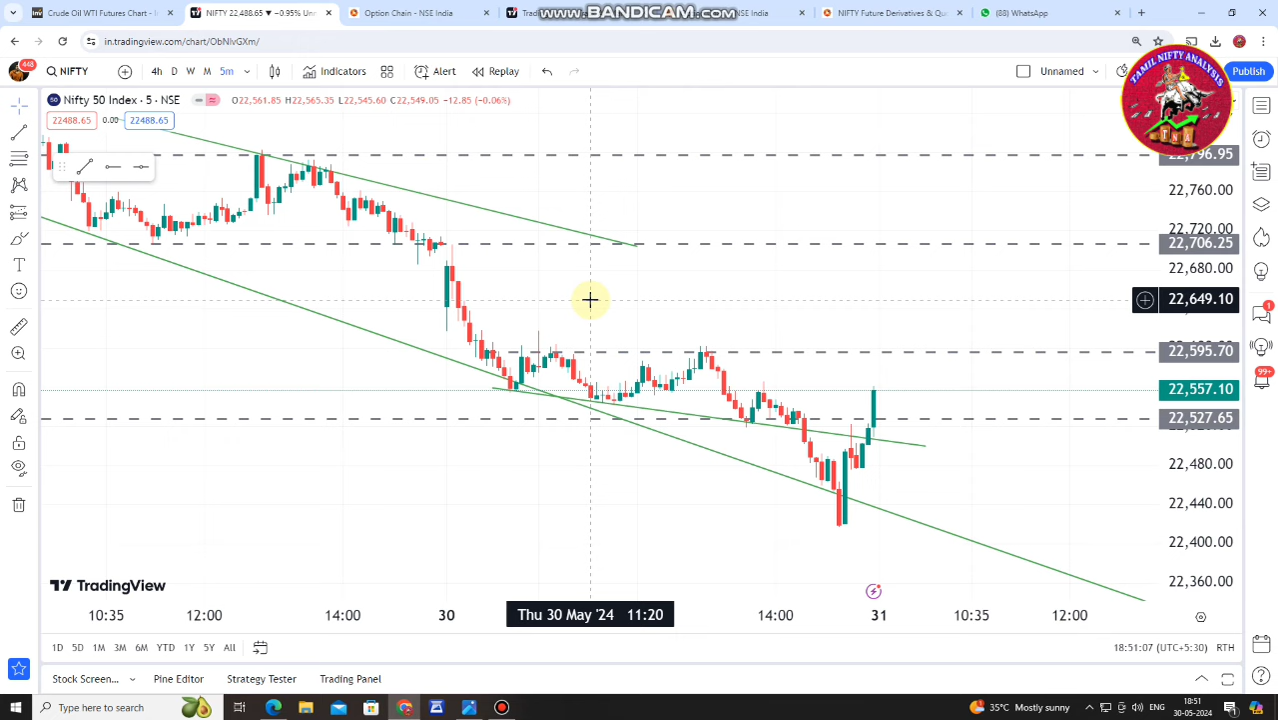 Crude Oil WTI Futures Chart - I
NIFTY 22,488.65 ▼ −0.95% Unn
Option Chain - NSE India
WWW.BANDICAM.COM
NSE India
NIFTY Future Derivatives & Qu
(88) WhatsApp
in.tradingview.com/chart/ObNlvGXm/
448
NIFTY
4h D W M 5m
Indicators
Alert
Replay
Unnamed
Publish
TAMIL NIFTY ANALYSIS
TNA
50 Nifty 50 Index · 5 · NSE
O22,561.85 H22,565.35 L22,545.60 C22,549.05 −12.85 (−0.06%)
22488.65 0.00 22488.65
22,796.95
22,760.00
22,720.00
22,706.25
22,680.00
22,649.10
22,595.70
22,557.10
22,527.65
22,480.00
22,440.00
22,400.00
22,360.00
1
99+
TradingView
10:35 12:00 14:00 30 Thu 30 May '24 11:20 14:00 31 10:35 12:00
1D 5D 1M 3M 6M YTD 1Y 5Y All
18:51:07 (UTC+5:30) RTH
Stock Screen... Pine Editor Strategy Tester Trading Panel
Type here to search
35°C Mostly sunny
18:51
30-05-2024